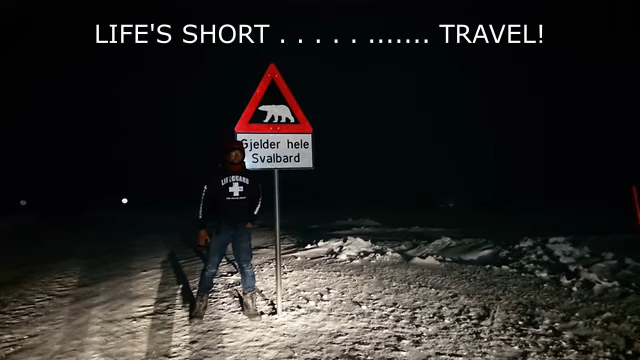 LIFE'S SHORT . . . . . ....... TRAVEL!
Gjelder hele
Svalbard
LIFEGUARD